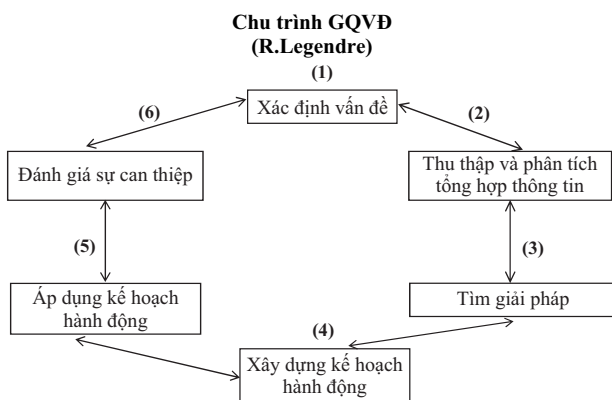 Chu trình GQVĐ
(R.Legendre)
(1)
Xác định vấn đề
(2)
Thu thập và phân tích
tổng hợp thông tin
(3)
Tìm giải pháp
(4)
Xây dựng kế hoạch
hành động
Áp dụng kế hoạch
hành động
(5)
Đánh giá sự can thiệp
(6)